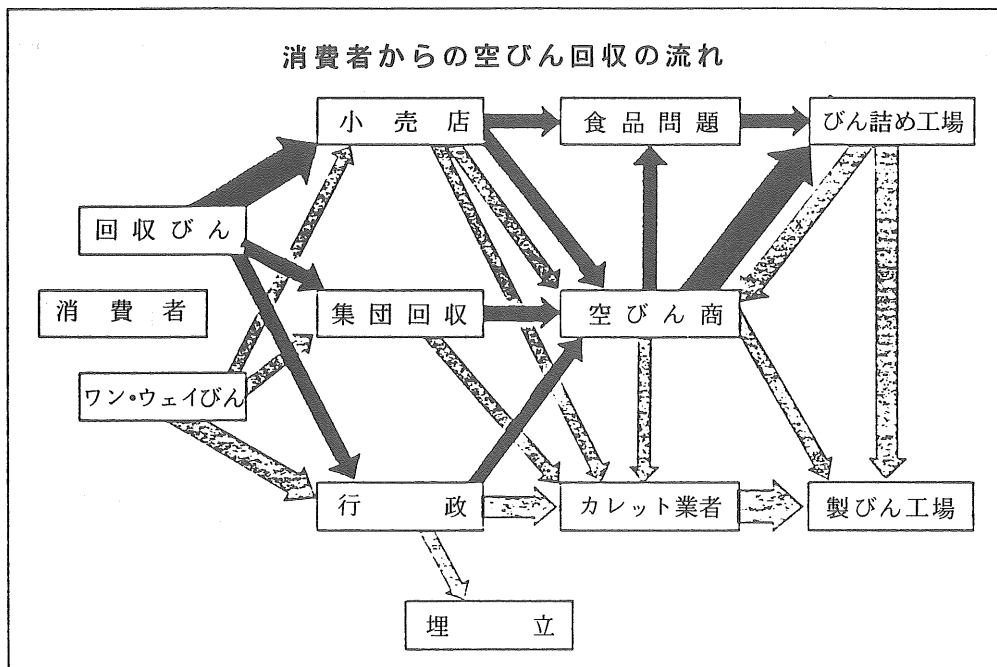 消費者からの空びん回収の流れ
小売店
食品問題
びん詰め工場
回収びん
消費者
集団回収
空びん商
ワン・ウェイびん
行政
カレット業者
製びん工場
埋立